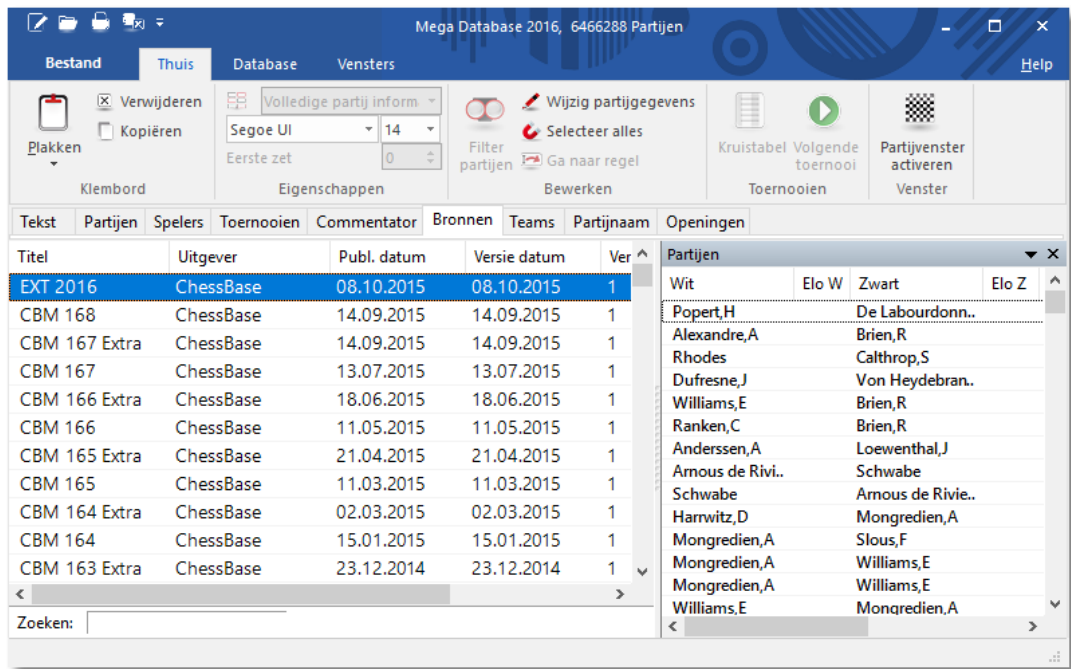 Mega Database 2016, 6466288 Partijen
Bestand Thuis Database Vensters Help
Plakken
Verwijderen
Kopiëren
Klembord
Volledige partij inform
Segoe UI 14
Eerste zet 0
Eigenschappen
Filter partijen
Wijzig partijgegevens
Selecteer alles
Ga naar regel
Bewerken
Kruistabel
Volgende toernooi
Toernooien
Partijvenster activeren
Venster
Tekst Partijen Spelers Toernooien Commentator Bronnen Teams Partijnaam Openingen
Titel Uitgever Publ. datum Versie datum Ver
EXT 2016 ChessBase 08.10.2015 08.10.2015 1
CBM 168 ChessBase 14.09.2015 14.09.2015 1
CBM 167 Extra ChessBase 14.09.2015 14.09.2015 1
CBM 167 ChessBase 13.07.2015 13.07.2015 1
CBM 166 Extra ChessBase 18.06.2015 18.06.2015 1
CBM 166 ChessBase 11.05.2015 11.05.2015 1
CBM 165 Extra ChessBase 21.04.2015 21.04.2015 1
CBM 165 ChessBase 11.03.2015 11.03.2015 1
CBM 164 Extra ChessBase 02.03.2015 02.03.2015 1
CBM 164 ChessBase 15.01.2015 15.01.2015 1
CBM 163 Extra ChessBase 23.12.2014 23.12.2014 1
Zoeken:
Partijen
Wit Elo W Zwart Elo Z
Popert,H De Labourdonn..
Alexandre,A Brien,R
Rhodes Calthrop,S
Dufresne,J Von Heydebran..
Williams,E Brien,R
Ranken,C Brien,R
Anderssen,A Loewenthal,J
Arnous de Rivi.. Schwabe
Schwabe Arnous de Rivie..
Harrwitz,D Mongredien,A
Mongredien,A Slous,F
Mongredien,A Williams,E
Mongredien,A Williams,E
Williams,E Mongredien,A